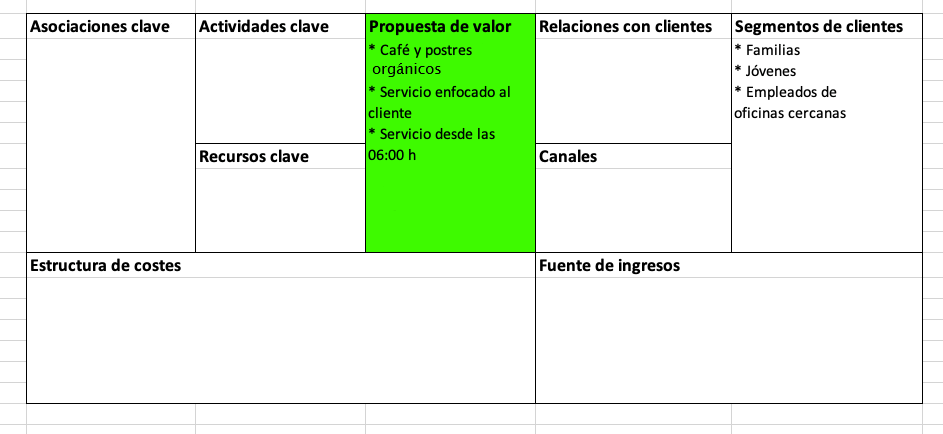 Asociaciones clave
Actividades clave
Propuesta de valor
* Café y postres
orgánicos
* Servicio enfocado al
cliente
* Servicio desde las
06:00 h
Relaciones con clientes
Segmentos de clientes
* Familias
* Jóvenes
* Empleados de
oficinas cercanas
Recursos clave
Canales
Estructura de costes
Fuente de ingresos